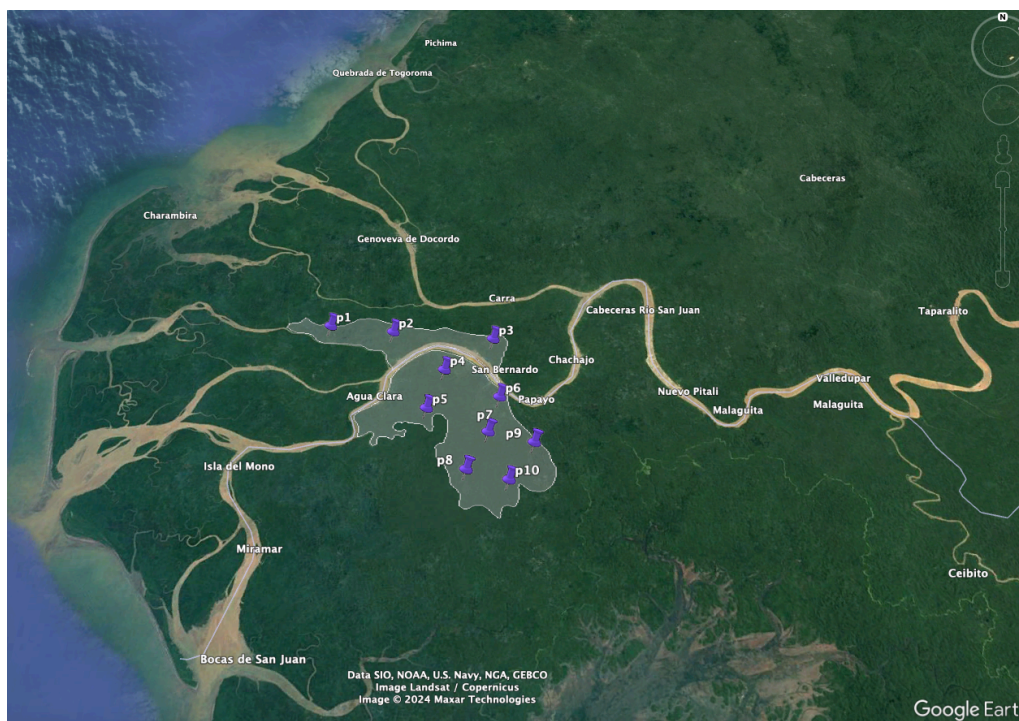 N
Pichima
Quebrada de Togoroma
Cabeceras
Charambira
Genoveva de Docordo
Carra
Cabeceras Rio San Juan
Taparalito
p1
p2
p3
Chachajo
p4
San Bernardo
Valledupar
Agua Clara
p5
p6
Papayo
Nuevo Pitali
Malaguita
Malaguita
p7
p9
Isla del Mono
p8
p10
Miramar
Ceibito
Bocas de San Juan
Data SIO, NOAA, U.S. Navy, NGA, GEBCO
Image Landsat / Copernicus
Image © 2024 Maxar Technologies
Google Eart